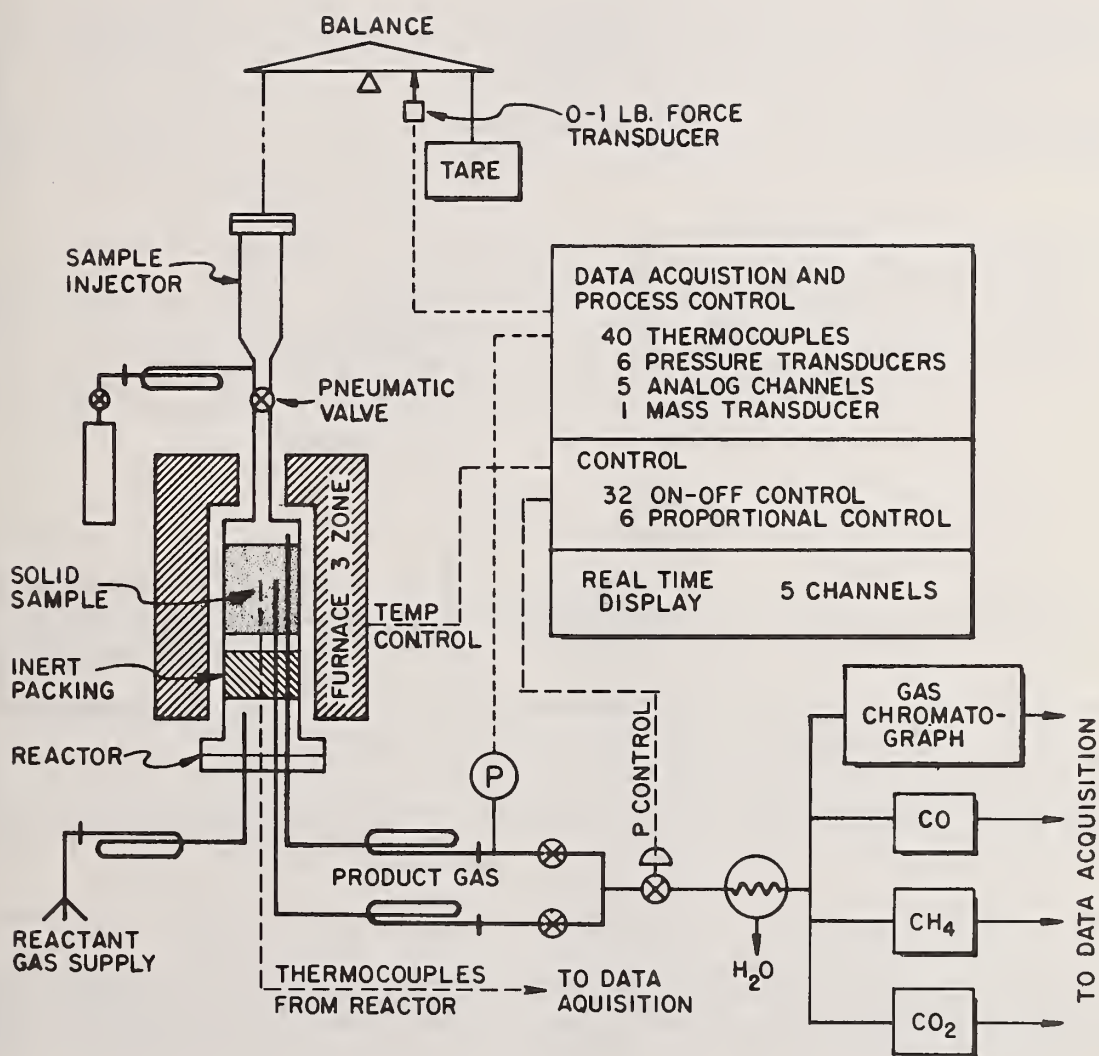 BALANCE
0-1 LB. FORCE
TRANSDUCER
TARE
SAMPLE
INJECTOR
PNEUMATIC
VALVE
DATA ACQUISTION AND
PROCESS CONTROL
40 THERMOCOUPLES
6 PRESSURE TRANSDUCERS
5 ANALOG CHANNELS
1 MASS TRANSDUCER
CONTROL
32 ON-OFF CONTROL
6 PROPORTIONAL CONTROL
REAL TIME
DISPLAY
5 CHANNELS
FURNACE 3 ZONE
SOLID
SAMPLE
TEMP
CONTROL
INERT
PACKING
REACTOR
P
P CONTROL
GAS
CHROMATO-
GRAPH
CO
CH4
CO2
TO DATA ACQUISITION
PRODUCT GAS
REACTANT
GAS SUPPLY
H2O
THERMOCOUPLES
FROM REACTOR
TO DATA
AQUISITION